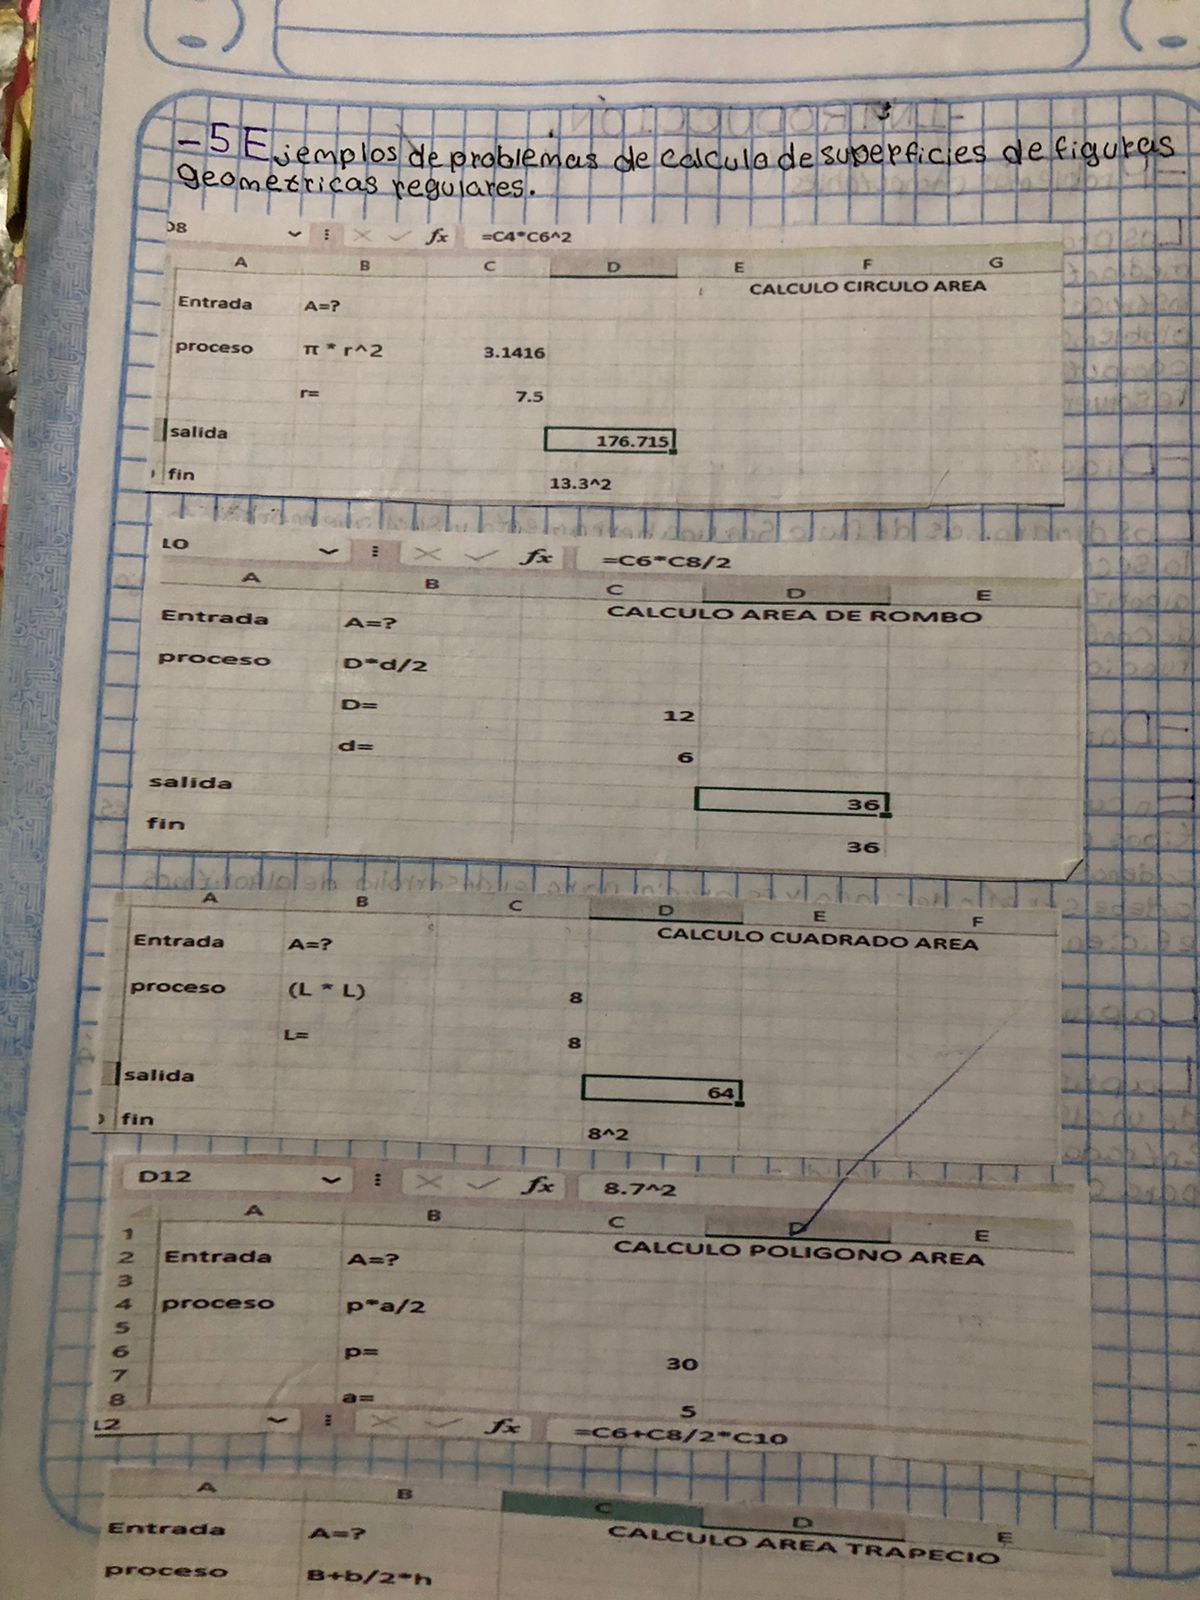 -5 Ejemplos de problemas de calculo de superficies de figuras
geometricas regulares.
D8 fx =C4*C6^2
A B C D E F G
CALCULO CIRCULO AREA
Entrada A=?
proceso π * r^2 3.1416
r= 7.5
salida 176.715
fin 13.3^2
fx =C6*C8/2
A B C D E
Entrada A=? CALCULO AREA DE ROMBO
proceso D*d/2
D= 12
d= 6
salida 36
fin 36
A B C D E F
Entrada A=? CALCULO CUADRADO AREA
proceso (L * L) 8
L= 8
salida 64
fin 8^2
D12 fx 8.7^2
A B C D E
1 CALCULO POLIGONO AREA
2 Entrada A=?
3
4 proceso p*a/2
5
6 p= 30
7
8 a= 5
fx =C6+C8/2*C10
A B C D E
Entrada A=? CALCULO AREA TRAPECIO
proceso B+b/2*h